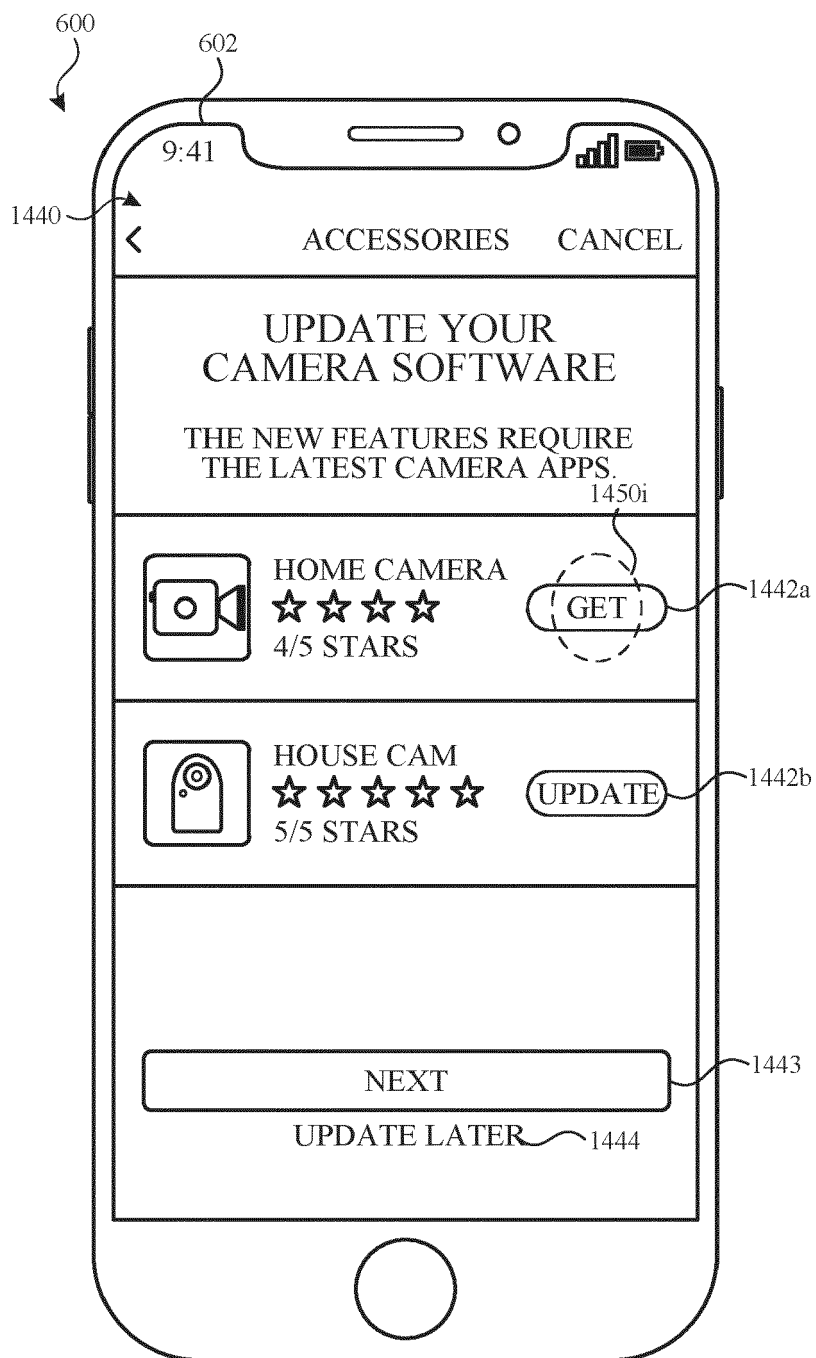 600
602
9:41
1440
< ACCESSORIES CANCEL
UPDATE YOUR
CAMERA SOFTWARE
THE NEW FEATURES REQUIRE
THE LATEST CAMERA APPS.
1450i
HOME CAMERA
4/5 STARS
GET
1442a
HOUSE CAM
5/5 STARS
UPDATE
1442b
NEXT
1443
UPDATE LATER
1444